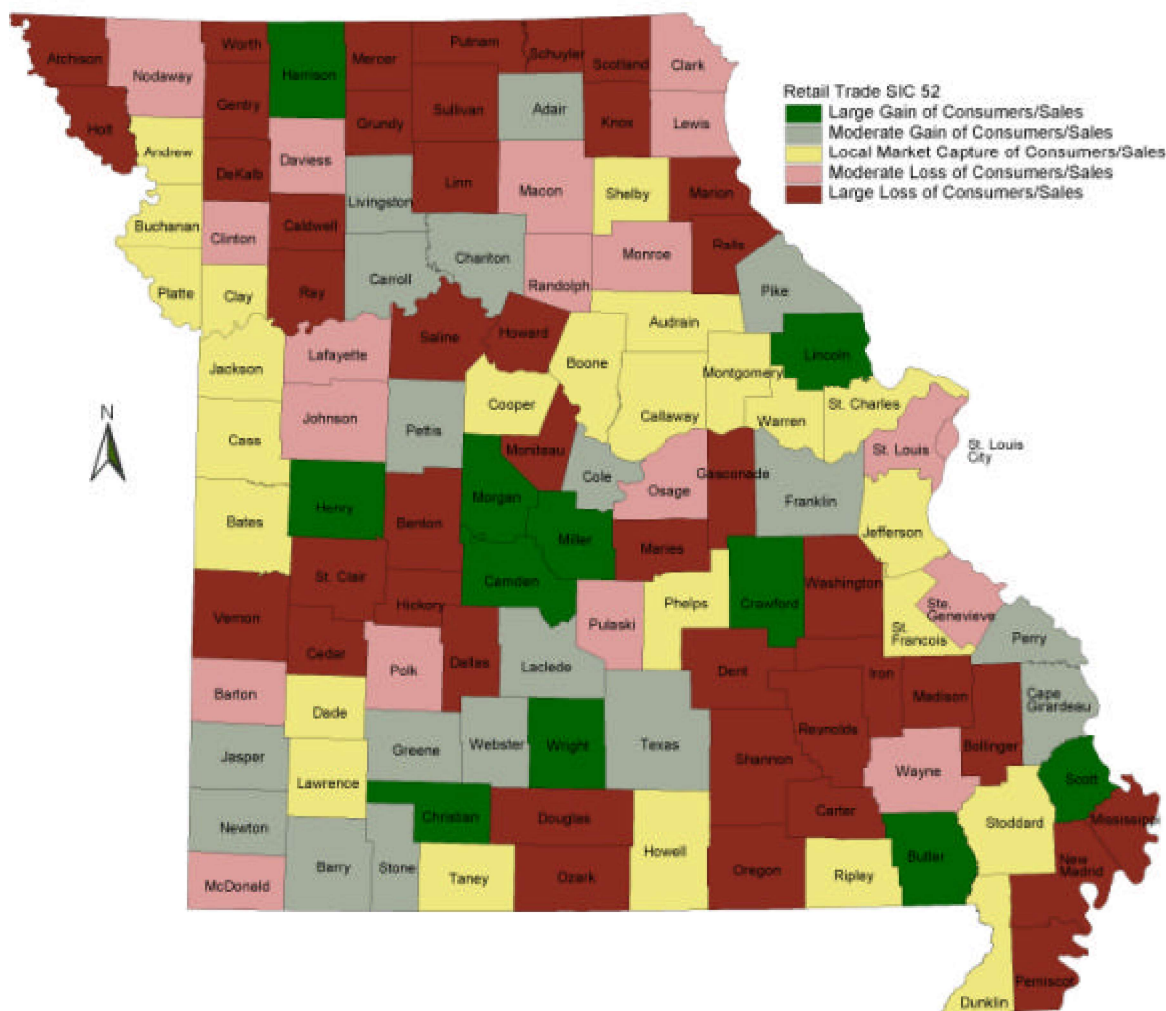 Retail Trade SIC 52
Large Gain of Consumers/Sales
Moderate Gain of Consumers/Sales
Local Market Capture of Consumers/Sales
Moderate Loss of Consumers/Sales
Large Loss of Consumers/Sales
N
Atchison
Nodaway
Worth
Harrison
Mercer
Putnam
Schuyler
Scotland
Clark
Holt
Gentry
Grundy
Sullivan
Adair
Knox
Lewis
Andrew
DeKalb
Daviess
Livingston
Linn
Macon
Shelby
Marion
Buchanan
Clinton
Caldwell
Chariton
Randolph
Monroe
Ralls
Platte
Clay
Ray
Carroll
Pike
Jackson
Lafayette
Saline
Howard
Boone
Audrain
Montgomery
Lincoln
Cass
Johnson
Pettis
Cooper
Callaway
Warren
St. Charles
Moniteau
Cole
Osage
Gasconade
Franklin
St. Louis
St. Louis
City
Bates
Henry
Benton
Morgan
Miller
Maries
Jefferson
Vernon
St. Clair
Hickory
Camden
Pulaski
Phelps
Crawford
Washington
St.
Francois
Ste.
Genevieve
Perry
Cedar
Polk
Dallas
Laclede
Dent
Iron
Madison
Bollinger
Cape
Girardeau
Barton
Dade
Greene
Webster
Wright
Texas
Shannon
Reynolds
Wayne
Scott
Jasper
Lawrence
Christian
Douglas
Carter
Stoddard
Mississippi
Newton
Barry
Stone
Taney
Ozark
Howell
Oregon
Ripley
Butler
New
Madrid
McDonald
Dunklin
Pemiscot